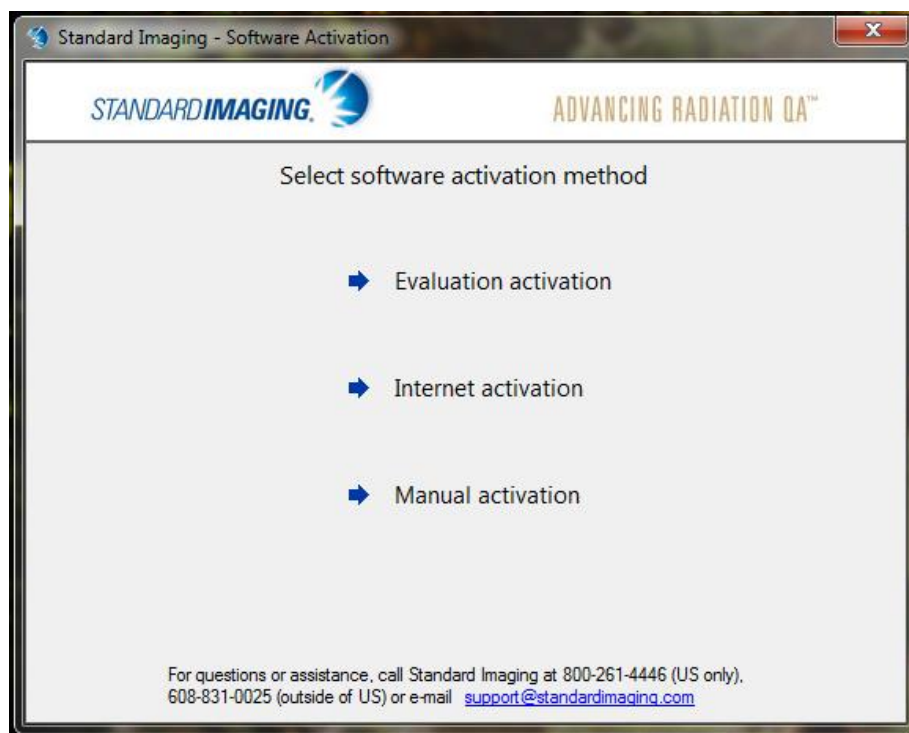 Standard Imaging - Software Activation
STANDARD IMAGING.
ADVANCING RADIATION QA™
Select software activation method
Evaluation activation
Internet activation
Manual activation
For questions or assistance, call Standard Imaging at 800-261-4446 (US only),
608-831-0025 (outside of US) or e-mail support@standardimaging.com